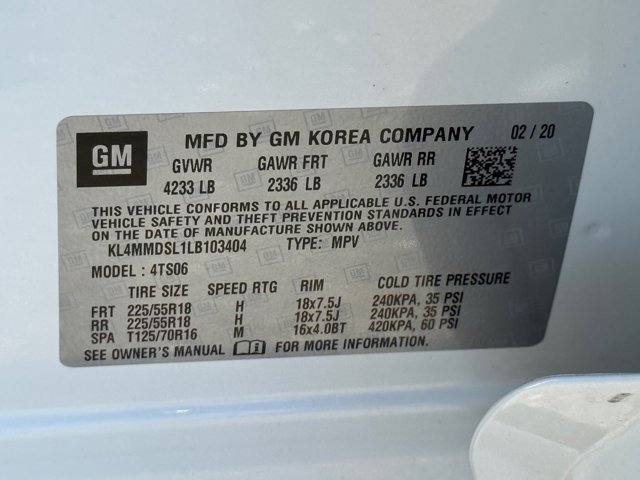 GM MFD BY GM KOREA COMPANY 02/20
GVWR GAWR FRT GAWR RR
4233 LB 2336 LB 2336 LB
THIS VEHICLE CONFORMS TO ALL APPLICABLE U.S. FEDERAL MOTOR
VEHICLE SAFETY AND THEFT PREVENTION STANDARDS IN EFFECT
ON THE DATE OF MANUFACTURE SHOWN ABOVE.
KL4MMDSL1LB103404 TYPE: MPV
MODEL: 4TS06
TIRE SIZE SPEED RTG RIM COLD TIRE PRESSURE
FRT 225/55R18 H 18x7.5J 240KPA, 35 PSI
RR 225/55R18 H 18x7.5J 240KPA, 35 PSI
SPA T125/70R16 M 16x4.0BT 420KPA, 60 PSI
SEE OWNER'S MANUAL FOR MORE INFORMATION.